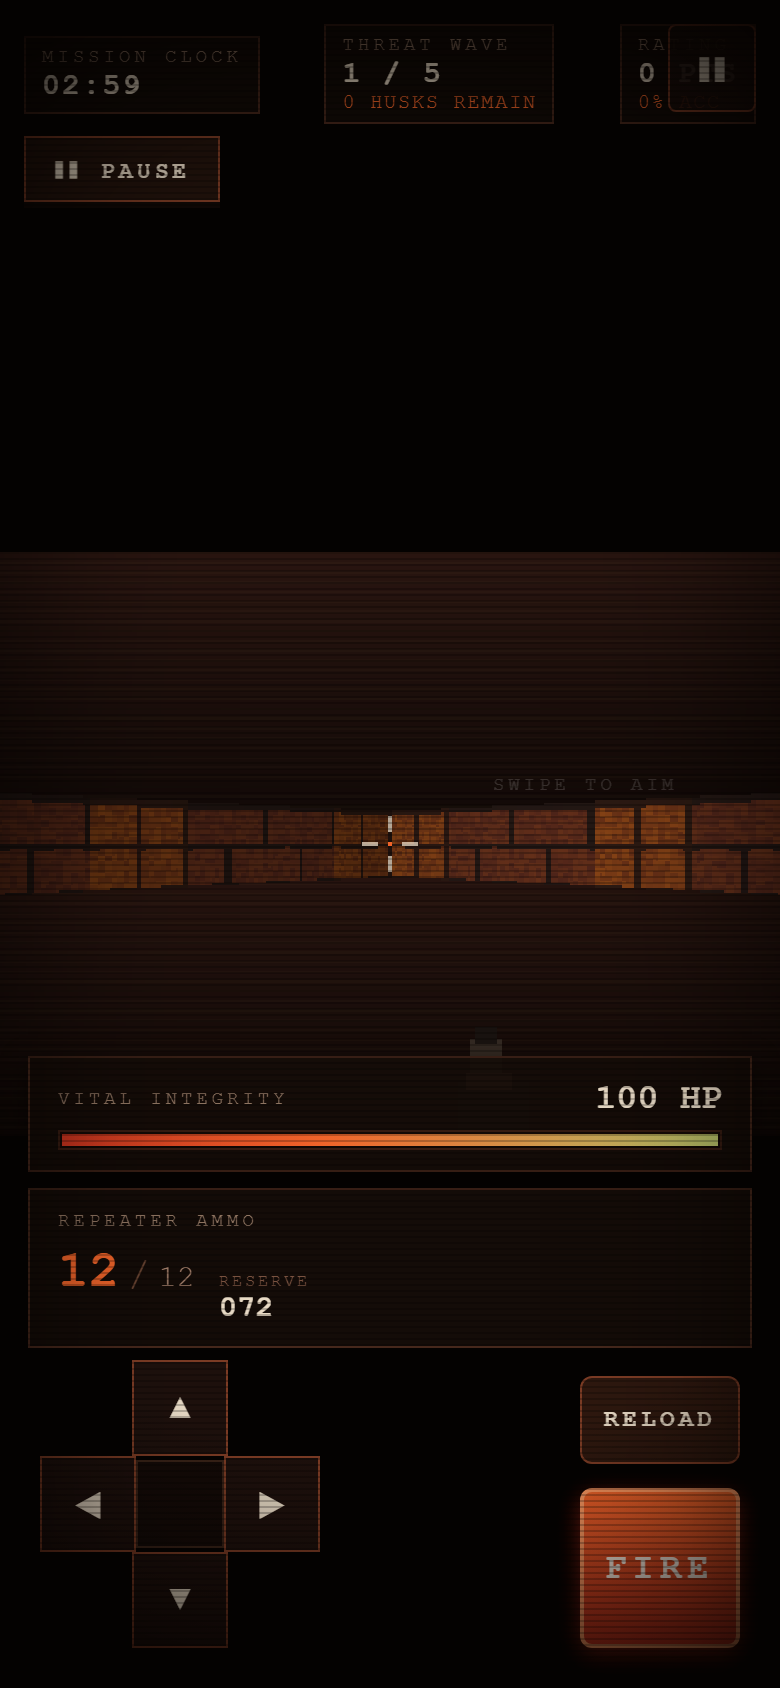 MISSION CLOCK
02:59
THREAT WAVE
1 / 5
0 HUSKS REMAIN
RA
0
0%
PAUSE
SWIPE TO AIM
VITAL INTEGRITY
100 HP
REPEATER AMMO
12 / 12
RESERVE
072
RELOAD
FIRE